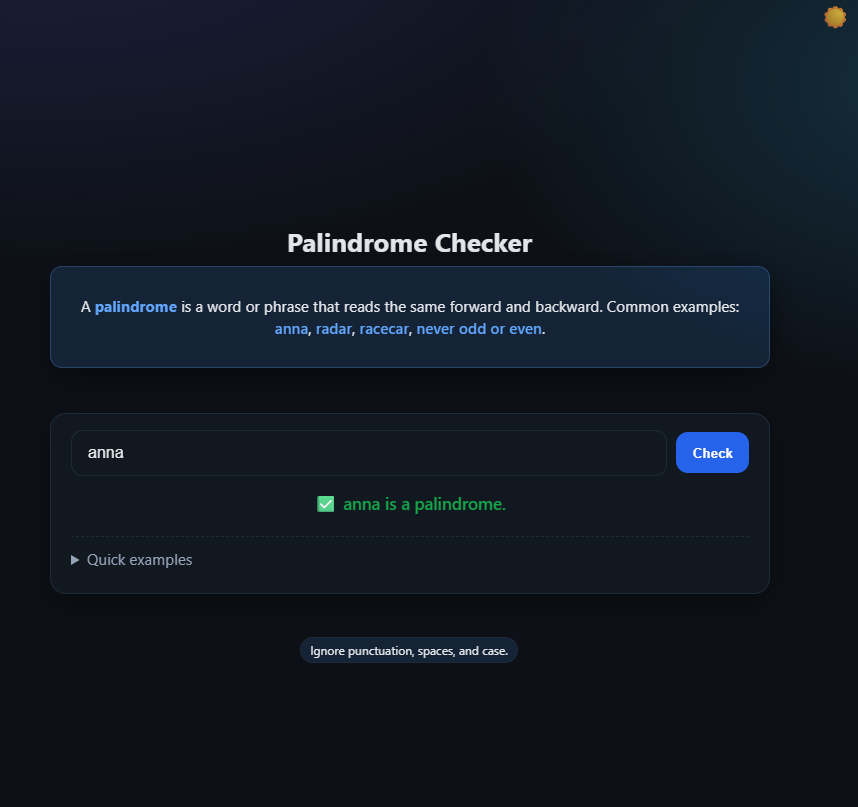 Palindrome Checker
A palindrome is a word or phrase that reads the same forward and backward. Common examples:
anna, radar, racecar, never odd or even.
anna
Check
✅ anna is a palindrome.
▶ Quick examples
Ignore punctuation, spaces, and case.